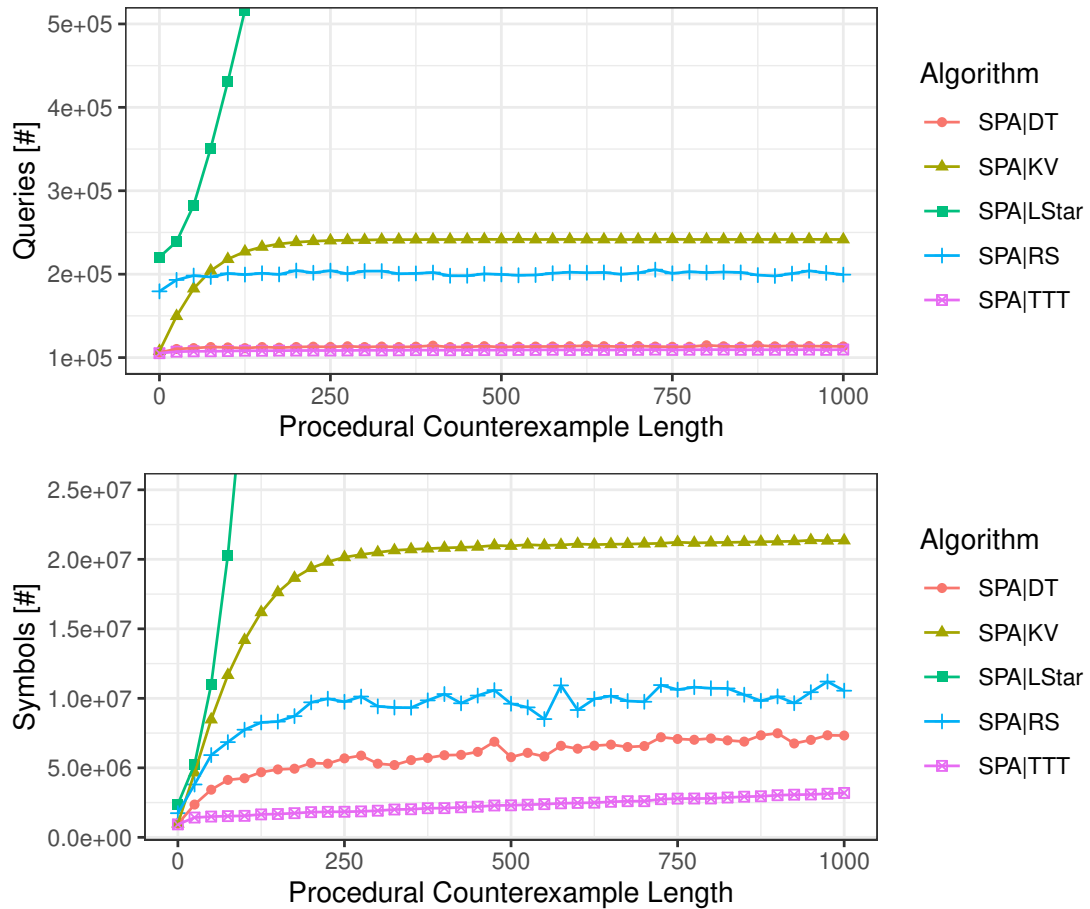 Queries [#]
5e+05
4e+05
3e+05
2e+05
1e+05
0 250 500 750 1000
Procedural Counterexample Length
Algorithm
SPA|DT
SPA|KV
SPA|LStar
SPA|RS
SPA|TTT
Symbols [#]
2.5e+07
2.0e+07
1.5e+07
1.0e+07
5.0e+06
0.0e+00
0 250 500 750 1000
Procedural Counterexample Length
Algorithm
SPA|DT
SPA|KV
SPA|LStar
SPA|RS
SPA|TTT